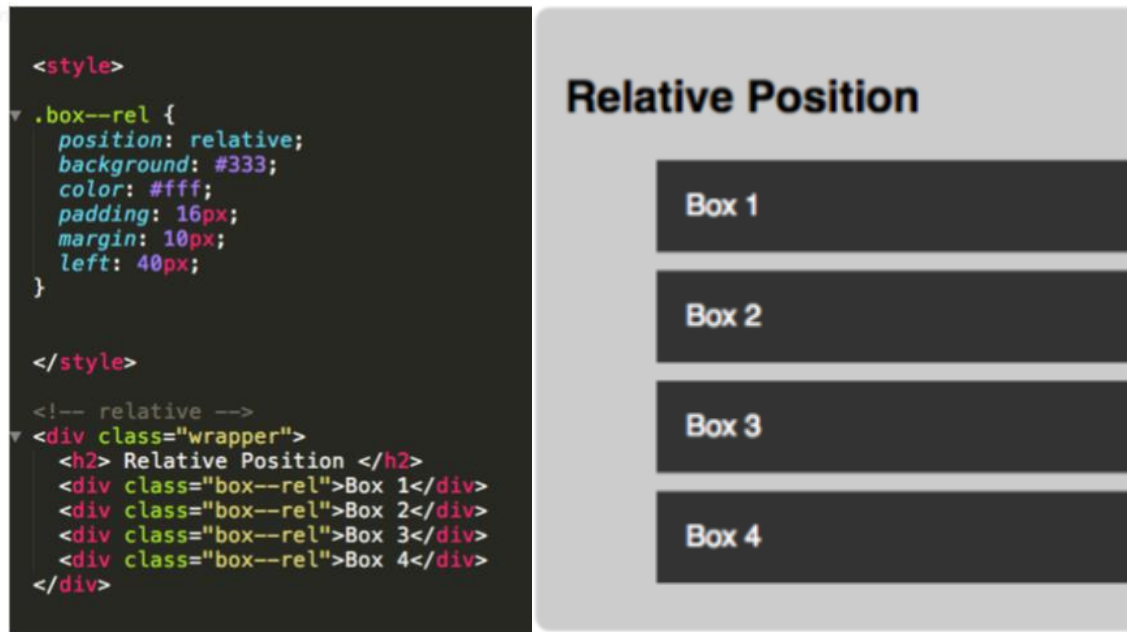 <style>
.box--rel {
position: relative;
background: #333;
color: #fff;
padding: 16px;
margin: 10px;
left: 40px;
}
</style>
<!-- relative -->
<div class="wrapper">
<h2> Relative Position </h2>
<div class="box--rel">Box 1</div>
<div class="box--rel">Box 2</div>
<div class="box--rel">Box 3</div>
<div class="box--rel">Box 4</div>
</div>
Relative Position
Box 1
Box 2
Box 3
Box 4